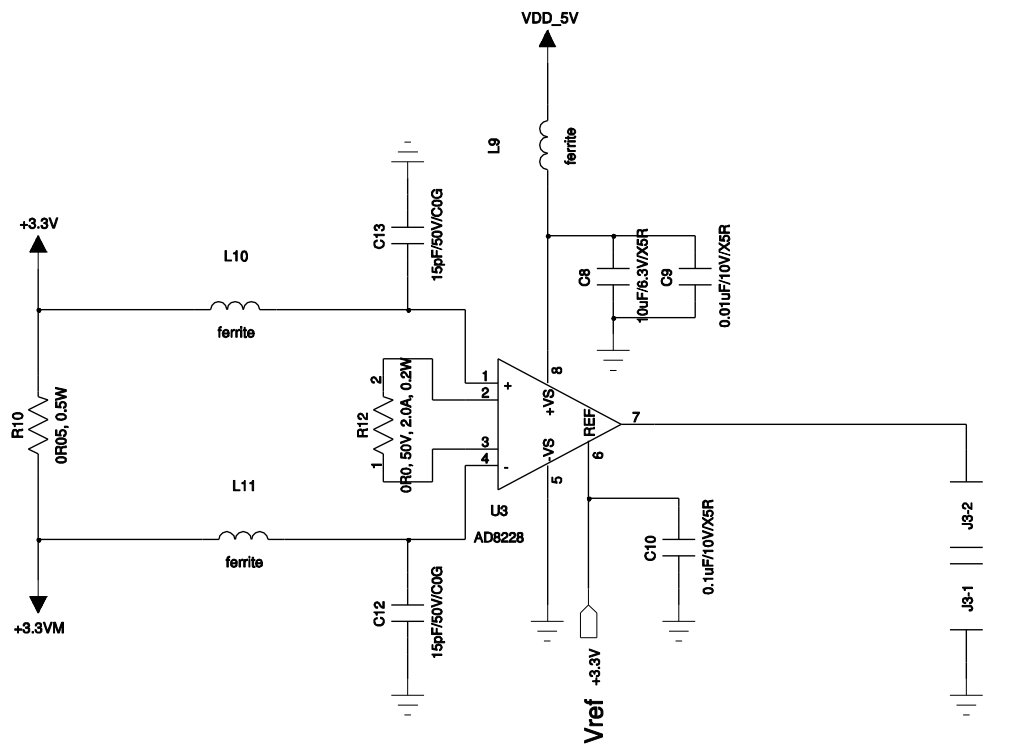 VDD_5V
L9
ferrite
+3.3V
L10
ferrite
C13
15pF/50V/C0G
C8
10uF/6.3V/X5R
C9
0.01uF/10V/X5R
R10
0R05, 0.5W
2
R12
1
0R0, 50V, 2.0A, 0.2W
1
+
2
3
4
-
+VS
8
-VS
5
REF
6
7
U3
AD8228
L11
ferrite
+3.3VM
C12
15pF/50V/C0G
C10
0.1uF/10V/X5R
+3.3V
Vref
J3-2
J3-1